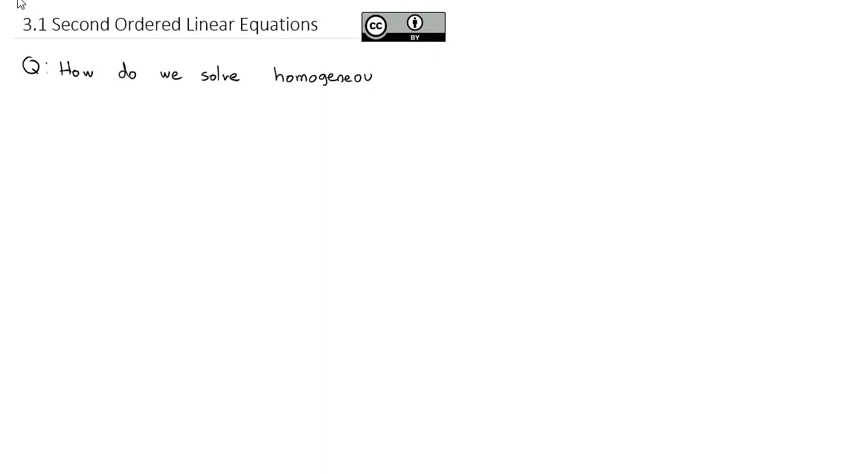 3.1 Second Ordered Linear Equations
cc
BY
Q: How do we solve homogeneou